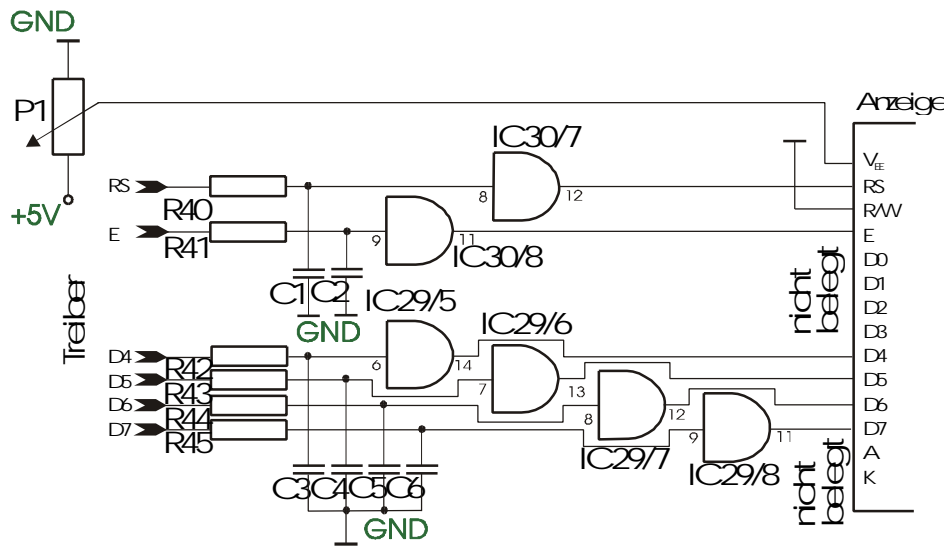 GND
P1
+5V
Anzeige
IC30/7
RS
R40
8
12
VEE
RS
R/W
E
R41
9
11
IC30/8
E
D0
D1
D2
D3
nicht
belegt
C1
C2
GND
Treiber
IC29/5
IC29/6
D4
R42
6
14
D4
D5
R43
7
13
D5
D6
R44
8
12
D6
D7
R45
9
11
D7
IC29/7
IC29/8
A
K
nicht
belegt
C3
C4
C5
C6
GND